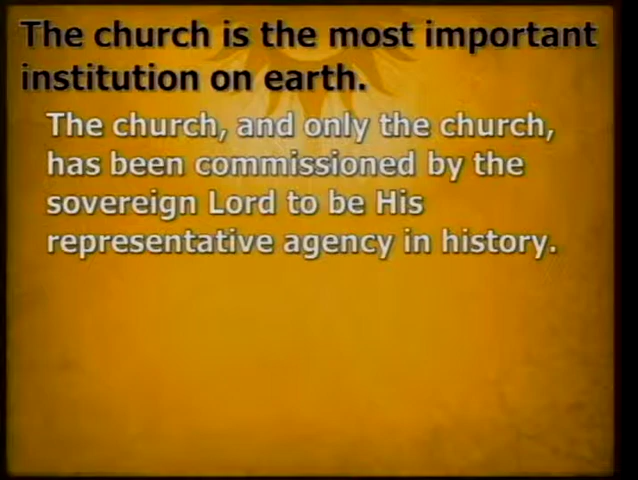 The church is the most important
institution on earth.
The church, and only the church,
has been commissioned by the
sovereign Lord to be His
representative agency in history.